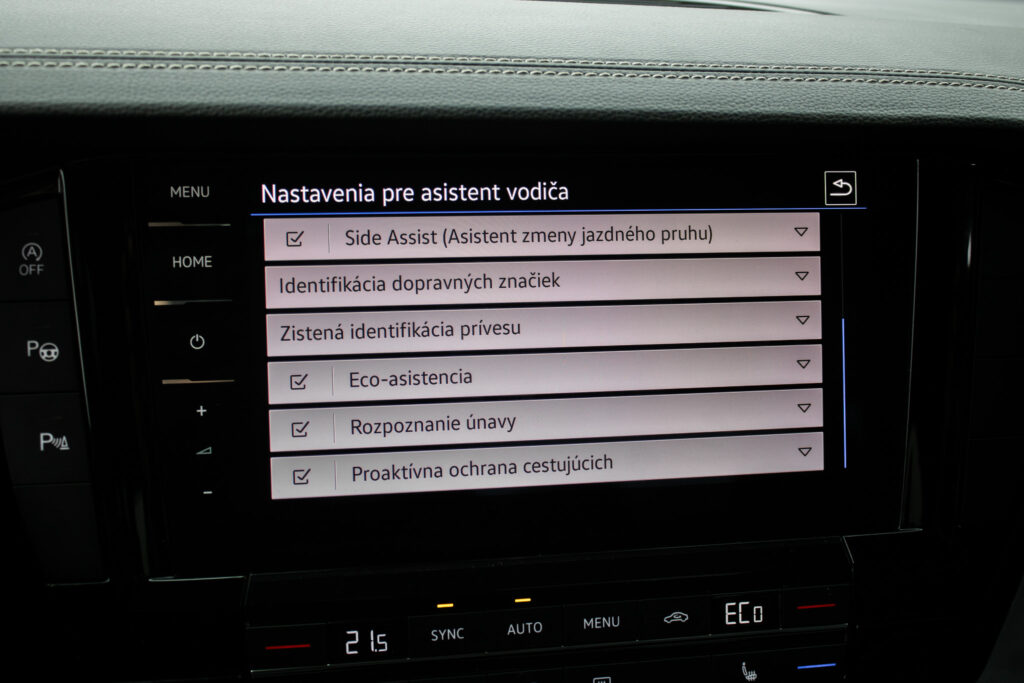 MENU
Nastavenia pre asistent vodiča
Side Assist (Asistent zmeny jazdného pruhu)
HOME
A
OFF
Identifikácia dopravných značiek
Zistená identifikácia prívesu
P
Eco-asistencia
+
Rozpoznanie únavy
P
Proaktívna ochrana cestujúcich
-
21.5
SYNC
AUTO
MENU
ECo